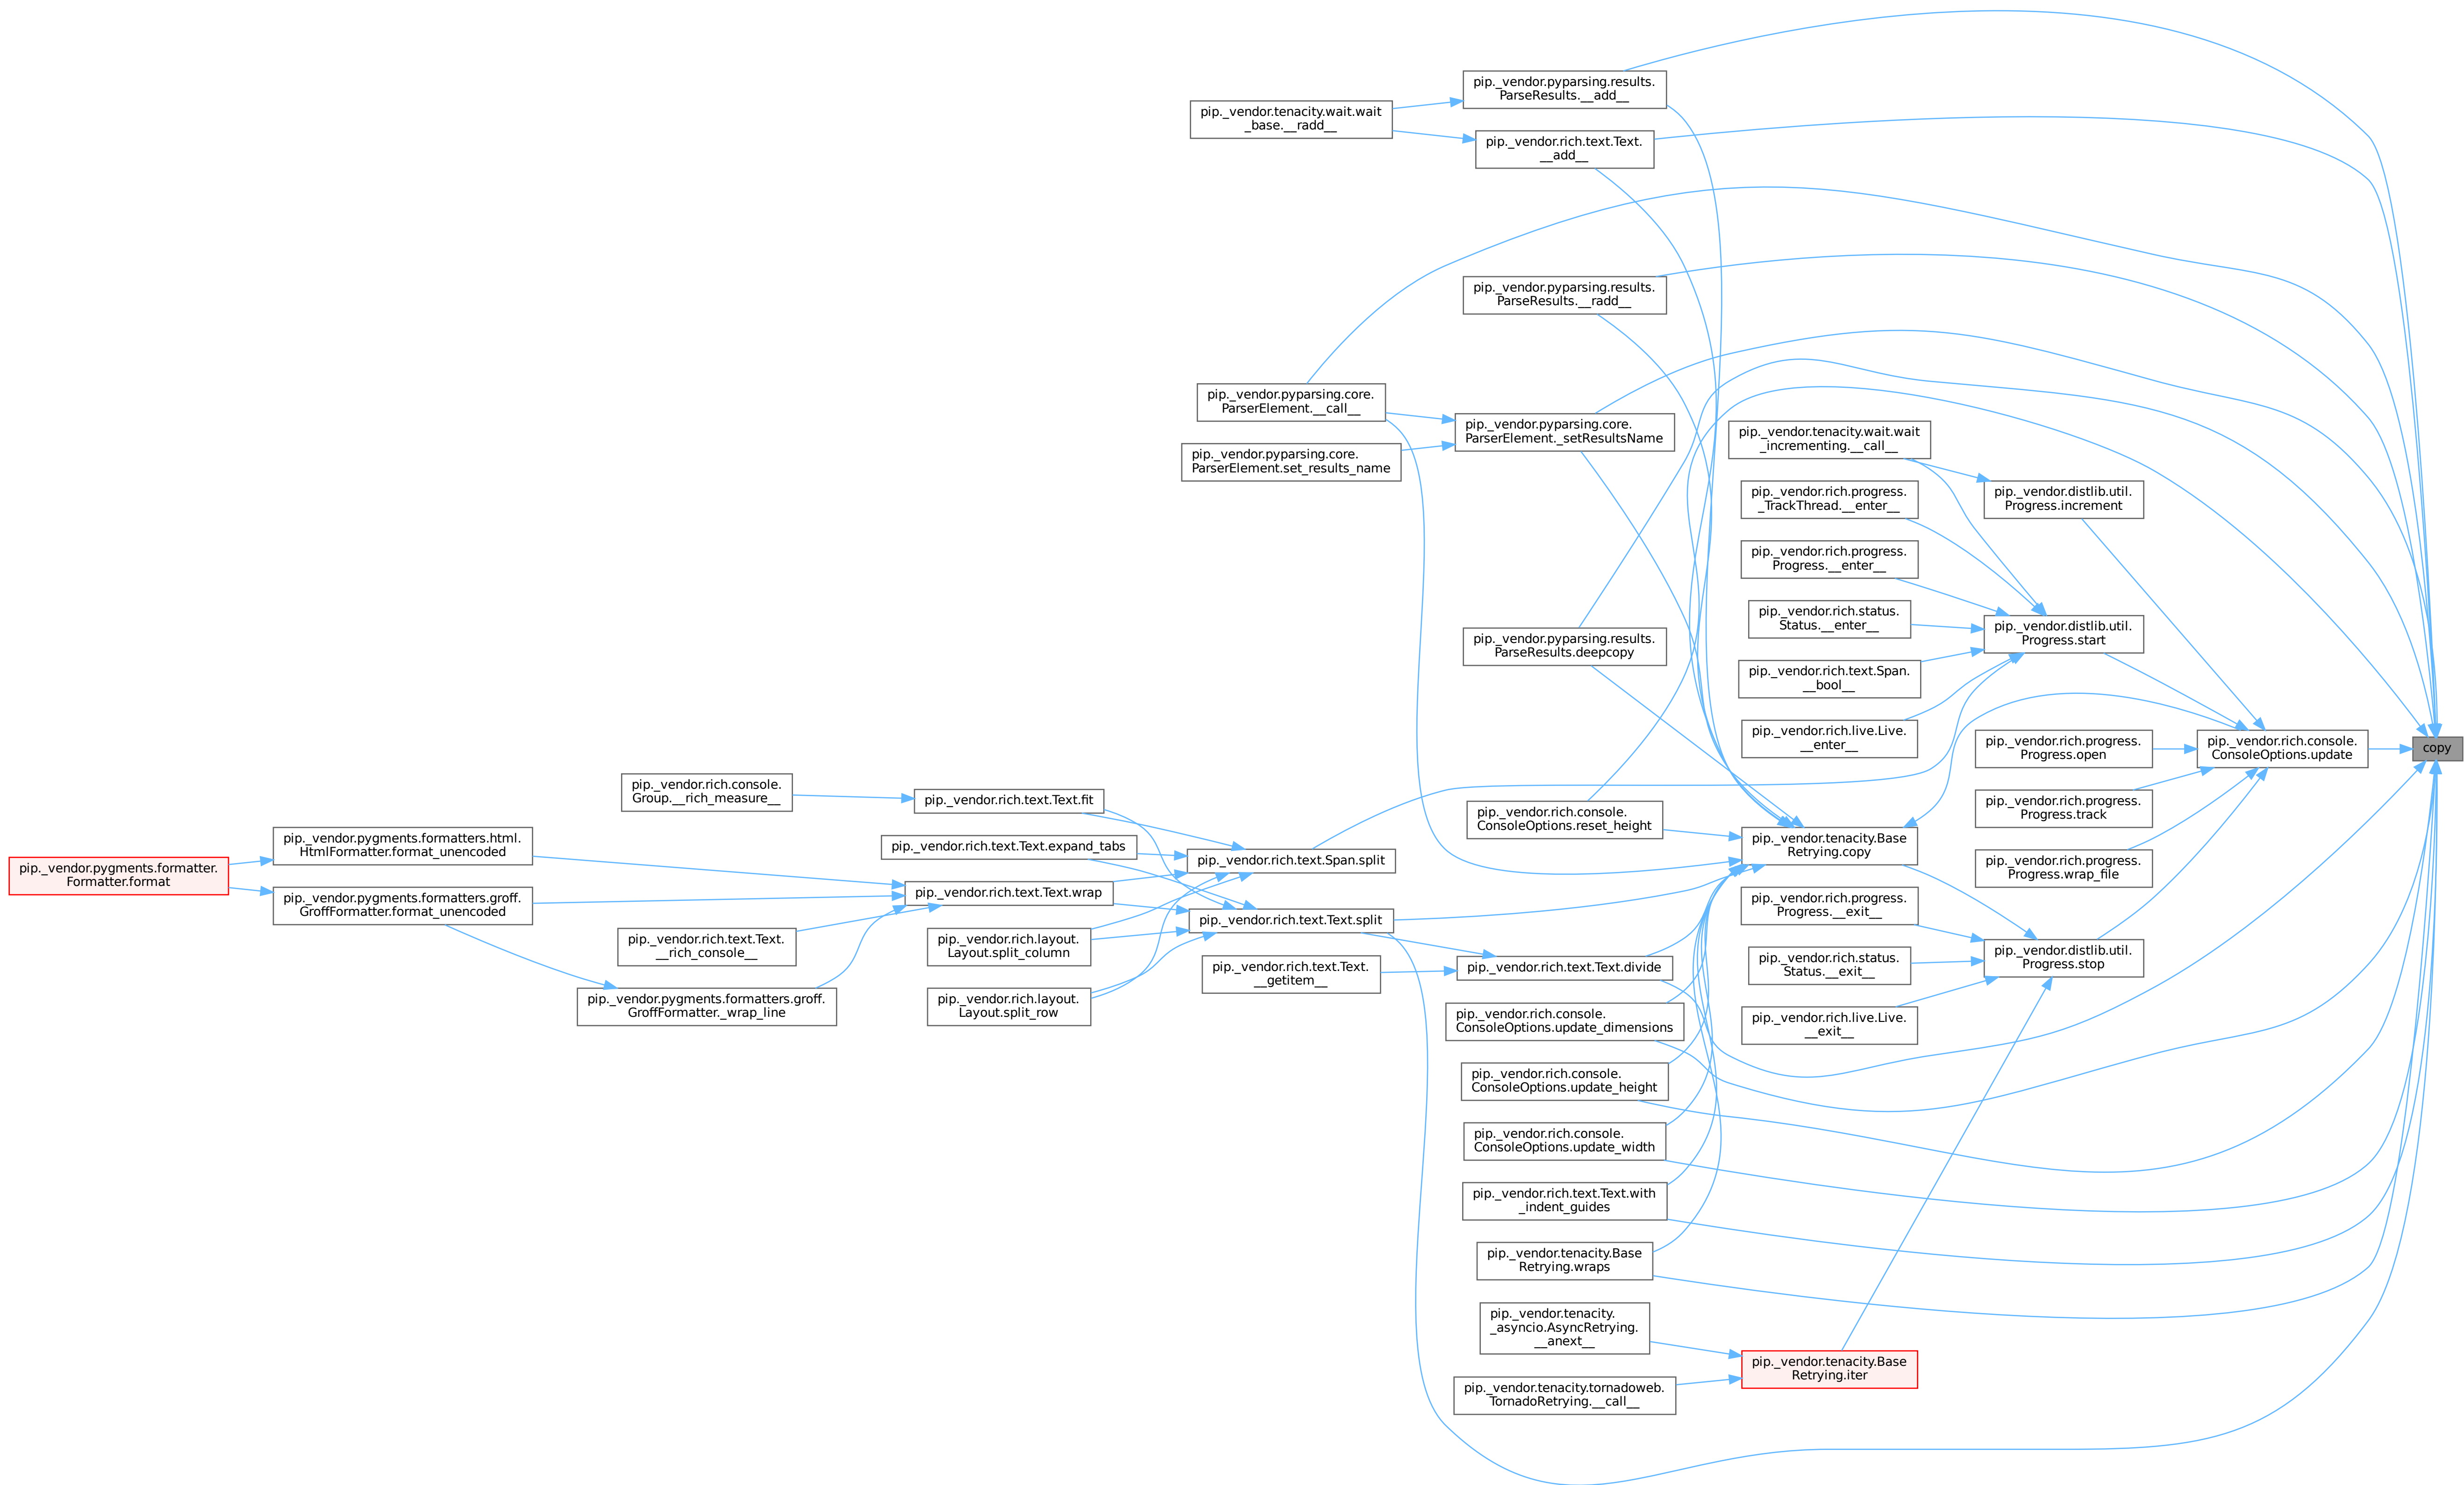 pip._vendor.pyparsing.results.
ParseResults.__add__
pip._vendor.tenacity.wait.wait
_base.__radd__
pip._vendor.rich.text.Text.
__add__
pip._vendor.pyparsing.results.
ParseResults.__radd__
pip._vendor.pyparsing.core.
ParserElement.__call__
pip._vendor.pyparsing.core.
ParserElement._setResultsName
pip._vendor.pyparsing.core.
ParserElement.set_results_name
pip._vendor.tenacity.wait.wait
_incrementing.__call__
pip._vendor.rich.progress.
_TrackThread.__enter__
pip._vendor.distlib.util.
Progress.increment
pip._vendor.rich.progress.
Progress.__enter__
pip._vendor.rich.status.
Status.__enter__
pip._vendor.distlib.util.
Progress.start
pip._vendor.pyparsing.results.
ParseResults.deepcopy
pip._vendor.rich.text.Span.
__bool__
pip._vendor.rich.live.Live.
__enter__
pip._vendor.rich.progress.
Progress.open
pip._vendor.rich.console.
ConsoleOptions.update
copy
pip._vendor.rich.console.
Group.__rich_measure__
pip._vendor.rich.text.Text.fit
pip._vendor.rich.progress.
Progress.track
pip._vendor.rich.console.
ConsoleOptions.reset_height
pip._vendor.tenacity.Base
Retrying.copy
pip._vendor.pygments.formatters.html.
HtmlFormatter.format_unencoded
pip._vendor.rich.text.Text.expand_tabs
pip._vendor.rich.text.Span.split
pip._vendor.rich.progress.
Progress.wrap_file
pip._vendor.pygments.formatter.
Formatter.format
pip._vendor.rich.text.Text.wrap
pip._vendor.pygments.formatters.groff.
GroffFormatter.format_unencoded
pip._vendor.rich.text.Text.split
pip._vendor.rich.progress.
Progress.__exit__
pip._vendor.rich.text.Text.
__rich_console__
pip._vendor.rich.layout.
Layout.split_column
pip._vendor.distlib.util.
Progress.stop
pip._vendor.rich.text.Text.
__getitem__
pip._vendor.rich.text.Text.divide
pip._vendor.rich.status.
Status.__exit__
pip._vendor.pygments.formatters.groff.
GroffFormatter._wrap_line
pip._vendor.rich.layout.
Layout.split_row
pip._vendor.rich.console.
ConsoleOptions.update_dimensions
pip._vendor.rich.live.Live.
__exit__
pip._vendor.rich.console.
ConsoleOptions.update_height
pip._vendor.rich.console.
ConsoleOptions.update_width
pip._vendor.rich.text.Text.with
_indent_guides
pip._vendor.tenacity.Base
Retrying.wraps
pip._vendor.tenacity.
_asyncio.AsyncRetrying.
__anext__
pip._vendor.tenacity.Base
Retrying.iter
pip._vendor.tenacity.tornadoweb.
TornadoRetrying.__call__